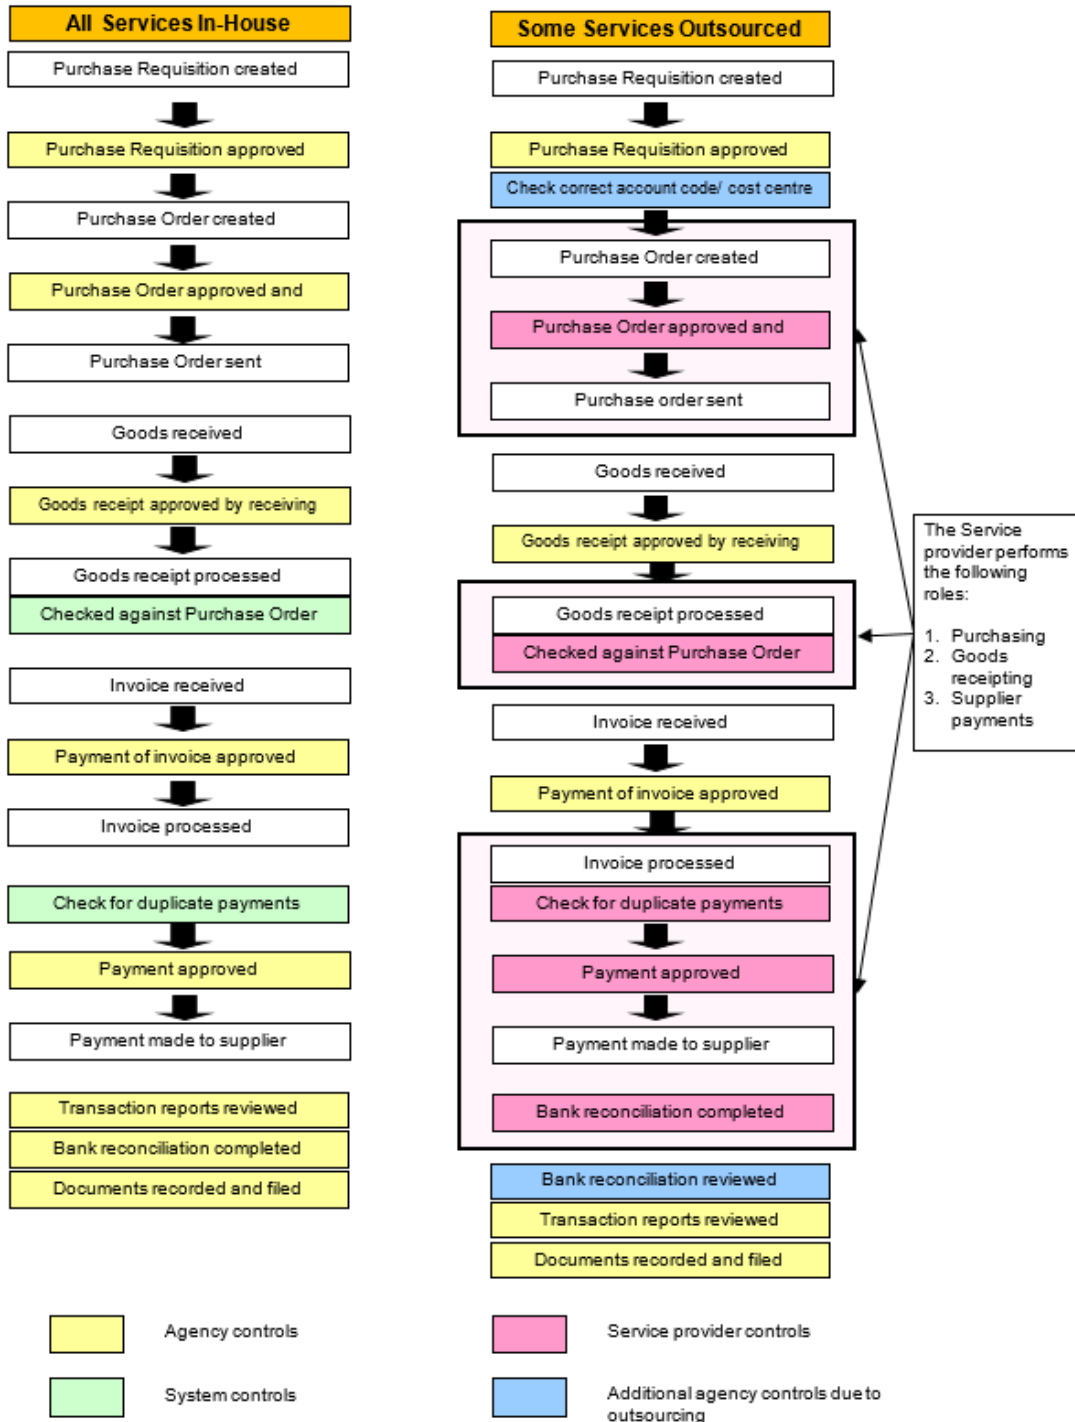 All Services In-House
Purchase Requisition created
Purchase Requisition approved
Purchase Order created
Purchase Order approved and
Purchase Order sent
Goods received
Goods receipt approved by receiving
Goods receipt processed
Checked against Purchase Order
Invoice received
Payment of invoice approved
Invoice processed
Check for duplicate payments
Payment approved
Payment made to supplier
Transaction reports reviewed
Bank reconciliation completed
Documents recorded and filed
Some Services Outsourced
Purchase Requisition created
Purchase Requisition approved
Check correct account code/ cost centre
Purchase Order created
Purchase Order approved and
Purchase order sent
Goods received
Goods receipt approved by receiving
Goods receipt processed
Checked against Purchase Order
Invoice received
Payment of invoice approved
Invoice processed
Check for duplicate payments
Payment approved
Payment made to supplier
Bank reconciliation completed
Bank reconciliation reviewed
Transaction reports reviewed
Documents recorded and filed
The Service
provider performs
the following
roles:
1. Purchasing
2. Goods
receipting
3. Supplier
payments
Agency controls
System controls
Service provider controls
Additional agency controls due to
outsourcing